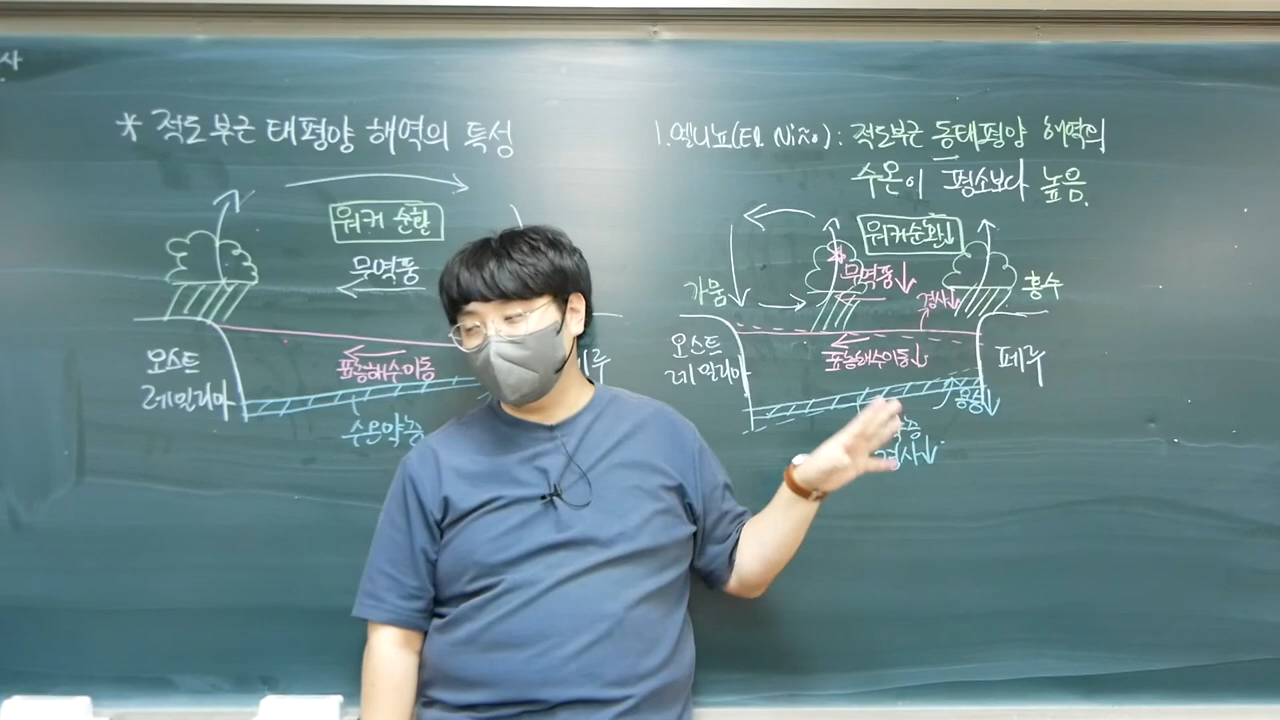 사
* 적도부근 태평양 해역의 특성
워커 순환
무역풍
오스트
레일리아
표층해수이동
수온약층
루
1. 엘니뇨(El Niño) : 적도부근 동태평양 해역의
수온이 평소보다 높음.
워커순환↓
무역풍↓
가뭄
경사↓
홍수
오스트
레일리아
표층해수이동↓
페루
용승↓
층
경사↓